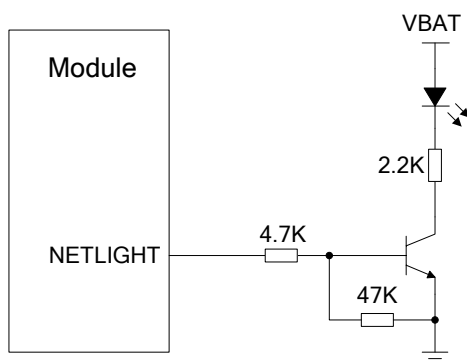 VBAT
Module
2.2K
4.7K
NETLIGHT
47K